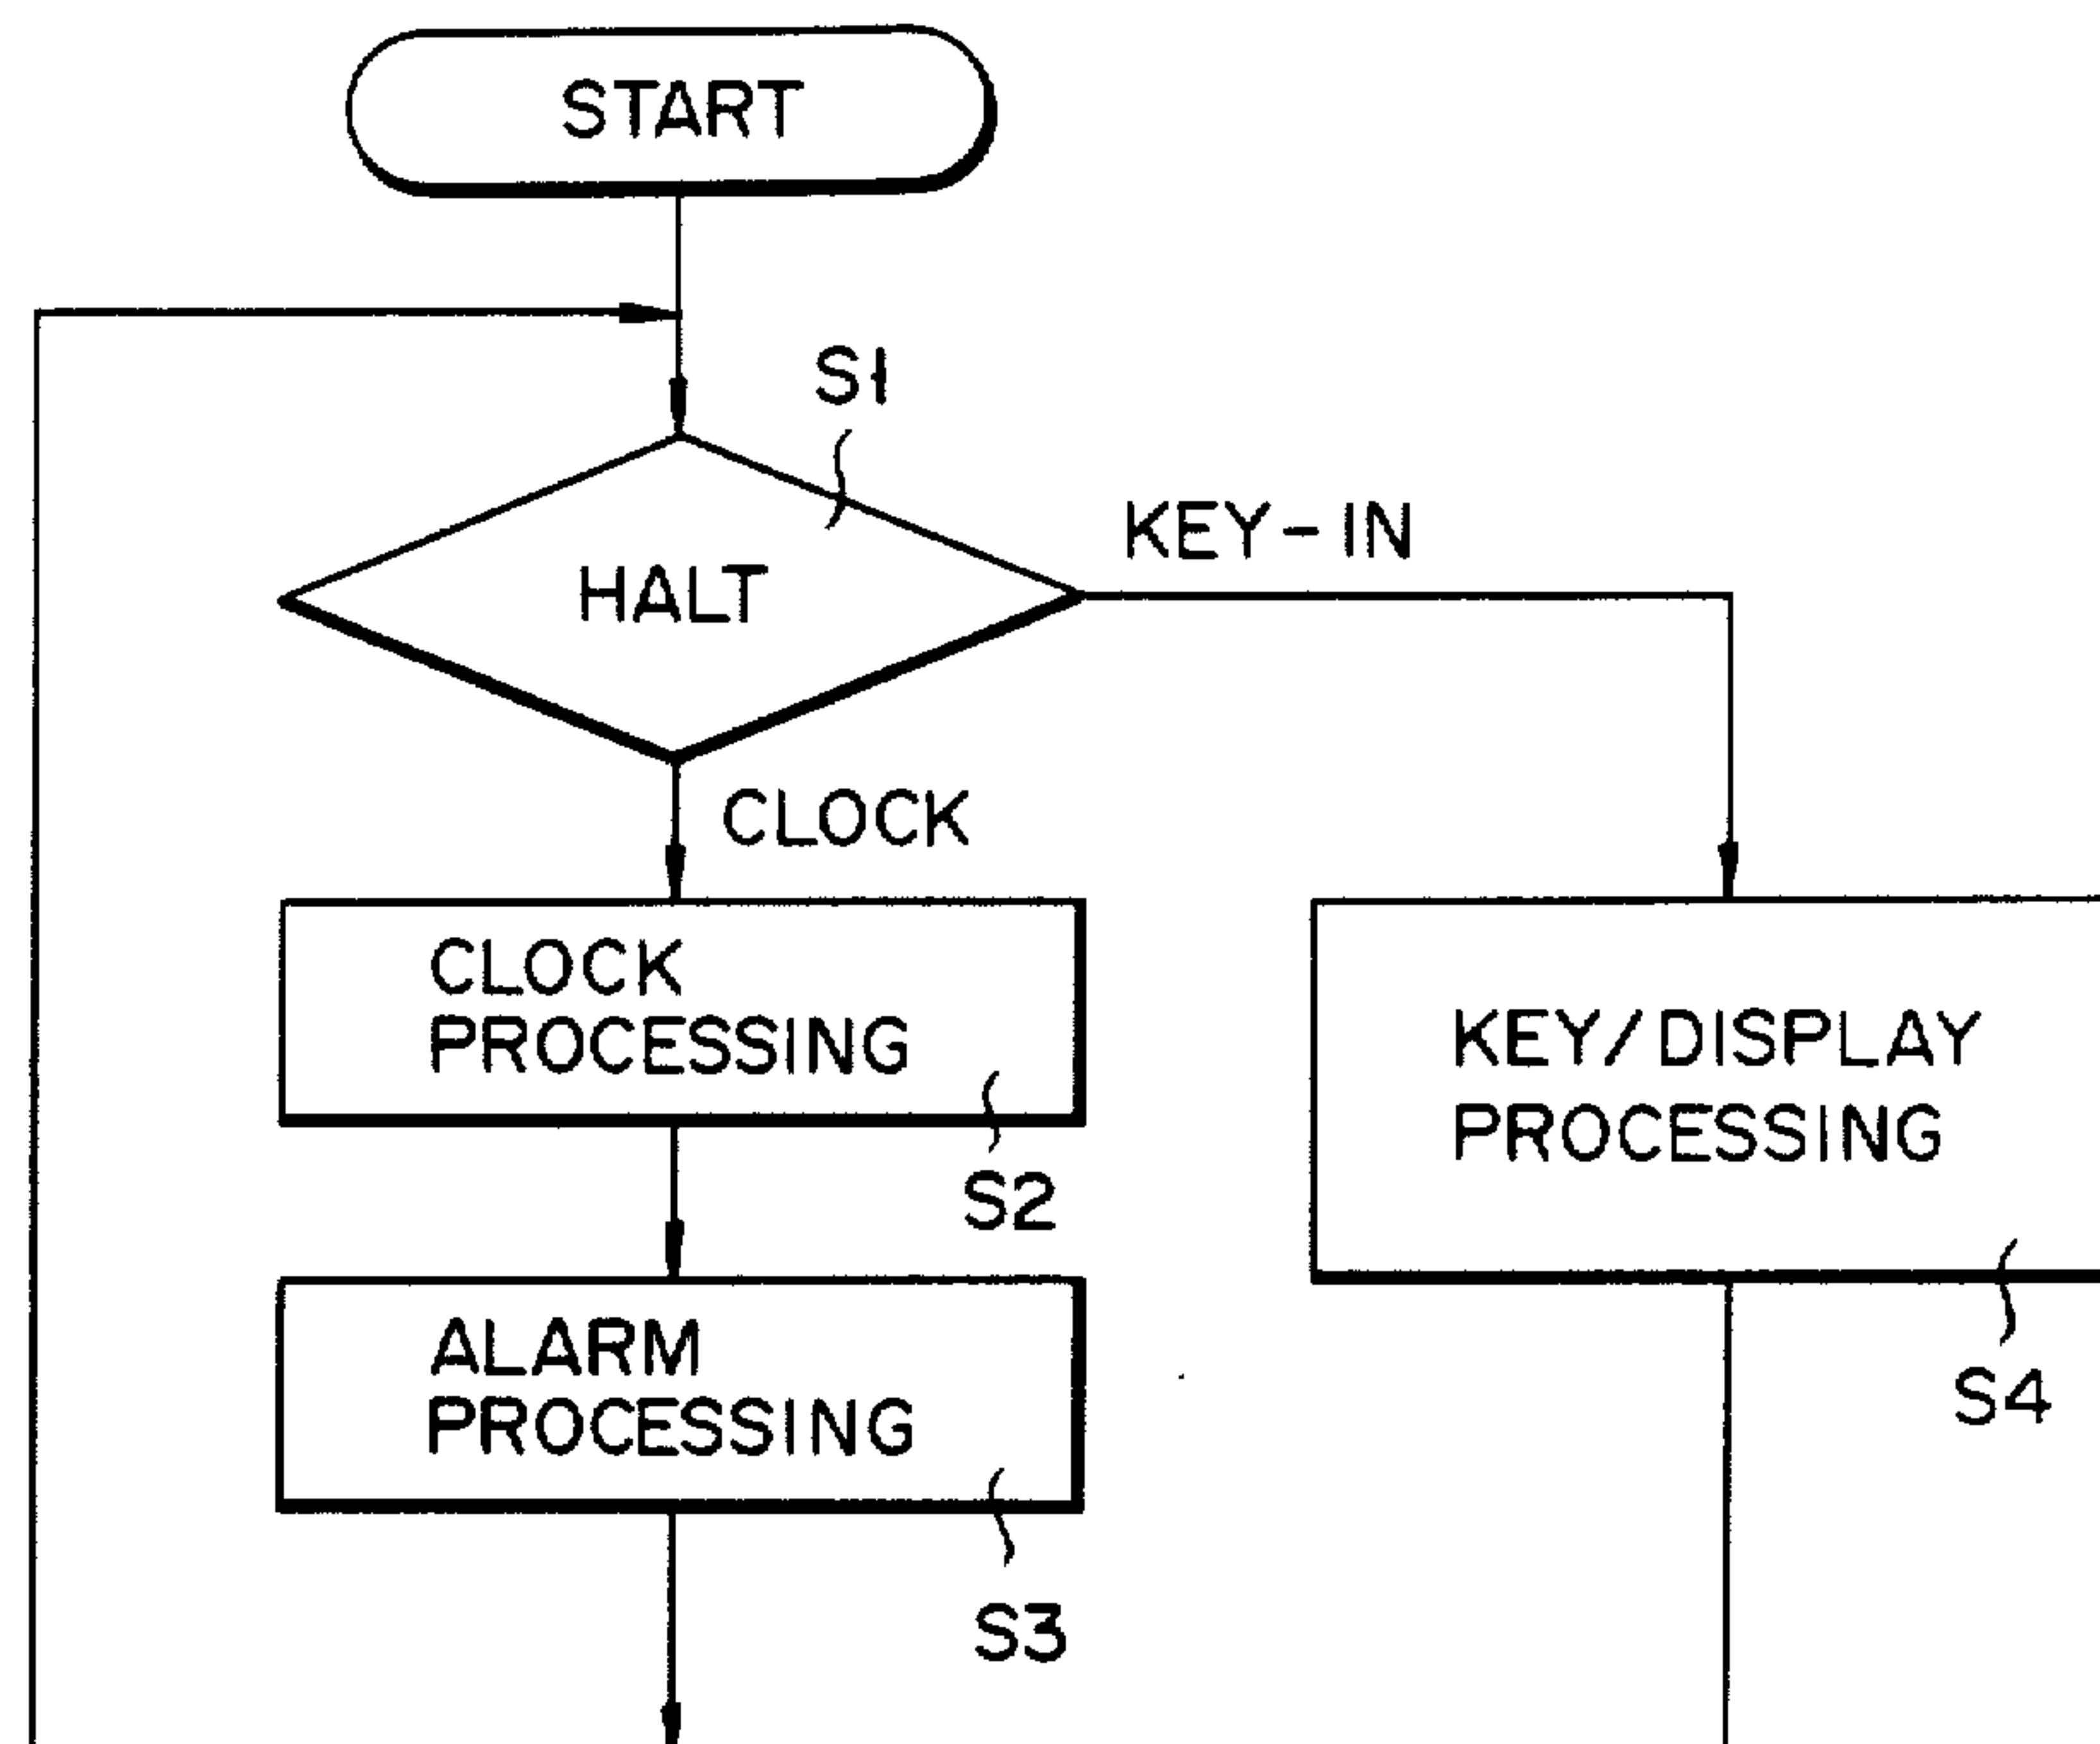 START
S1
HALT
KEY-IN
CLOCK
CLOCK
PROCESSING
S2
KEY/DISPLAY
PROCESSING
S4
ALARM
PROCESSING
S3